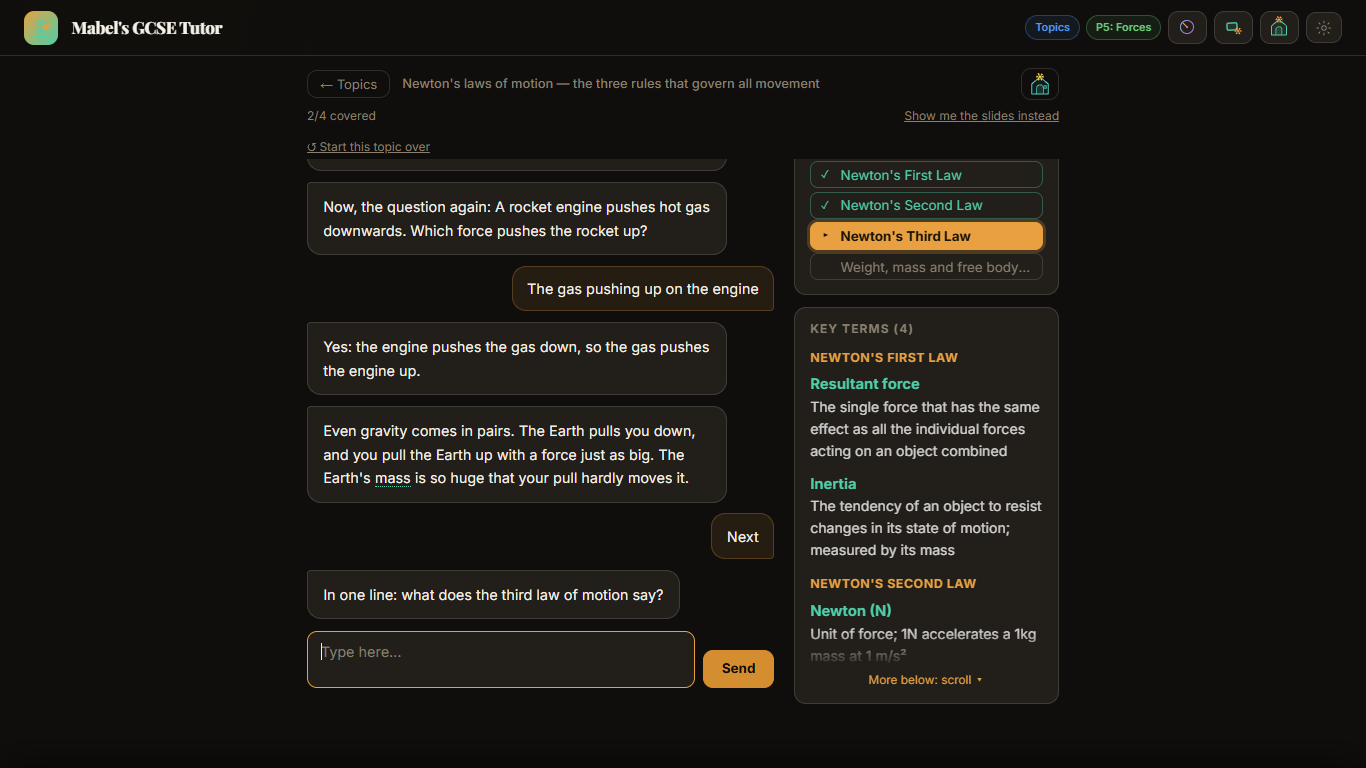 Mabel's GCSE Tutor
Topics
P5: Forces
← Topics
Newton's laws of motion — the three rules that govern all movement
2/4 covered
Show me the slides instead
↺ Start this topic over
Now, the question again: A rocket engine pushes hot gas
downwards. Which force pushes the rocket up?
The gas pushing up on the engine
Yes: the engine pushes the gas down, so the gas pushes
the engine up.
Even gravity comes in pairs. The Earth pulls you down,
and you pull the Earth up with a force just as big. The
Earth's mass is so huge that your pull hardly moves it.
Next
In one line: what does the third law of motion say?
Type here...
Send
✓ Newton's First Law
✓ Newton's Second Law
‣ Newton's Third Law
Weight, mass and free body...
KEY TERMS (4)
NEWTON'S FIRST LAW
Resultant force
The single force that has the same
effect as all the individual forces
acting on an object combined
Inertia
The tendency of an object to resist
changes in its state of motion;
measured by its mass
NEWTON'S SECOND LAW
Newton (N)
Unit of force; 1N accelerates a 1kg
mass at 1 m/s²
More below: scroll ▾